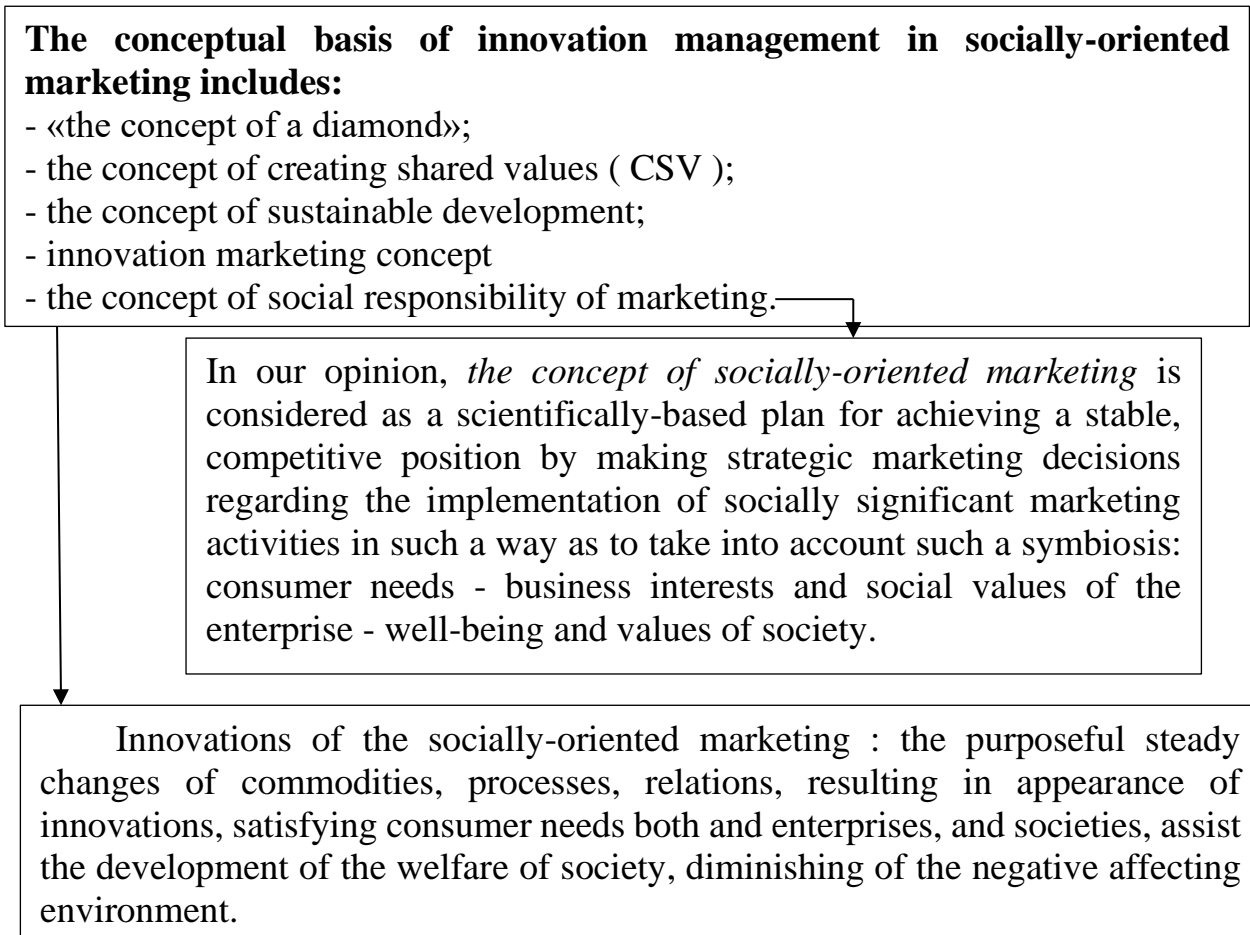 The conceptual basis of innovation management in socially-oriented
marketing includes:
- «the concept of a diamond»;
- the concept of creating shared values ( CSV );
- the concept of sustainable development;
- innovation marketing concept
- the concept of social responsibility of marketing.
In our opinion, the concept of socially-oriented marketing is
considered as a scientifically-based plan for achieving a stable,
competitive position by making strategic marketing decisions
regarding the implementation of socially significant marketing
activities in such a way as to take into account such a symbiosis:
consumer needs - business interests and social values of the
enterprise - well-being and values of society.
Innovations of the socially-oriented marketing : the purposeful steady
changes of commodities, processes, relations, resulting in appearance of
innovations, satisfying consumer needs both and enterprises, and societies, assist
the development of the welfare of society, diminishing of the negative affecting
environment.